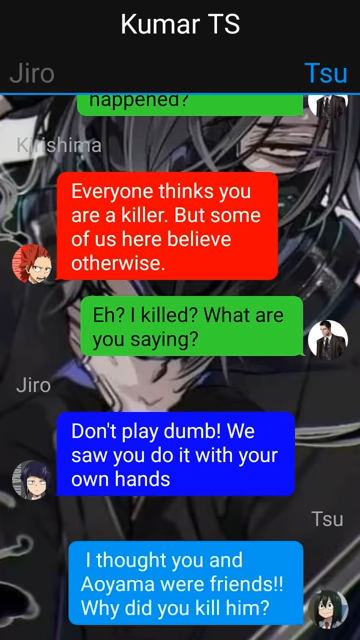 Kumar TS
Jiro
Tsu
happened?
Kirishima
Everyone thinks you
are a killer. But some
of us here believe
otherwise.
Eh? I killed? What are
you saying?
Jiro
Don't play dumb! We
saw you do it with your
own hands
Tsu
I thought you and
Aoyama were friends!!
Why did you kill him?